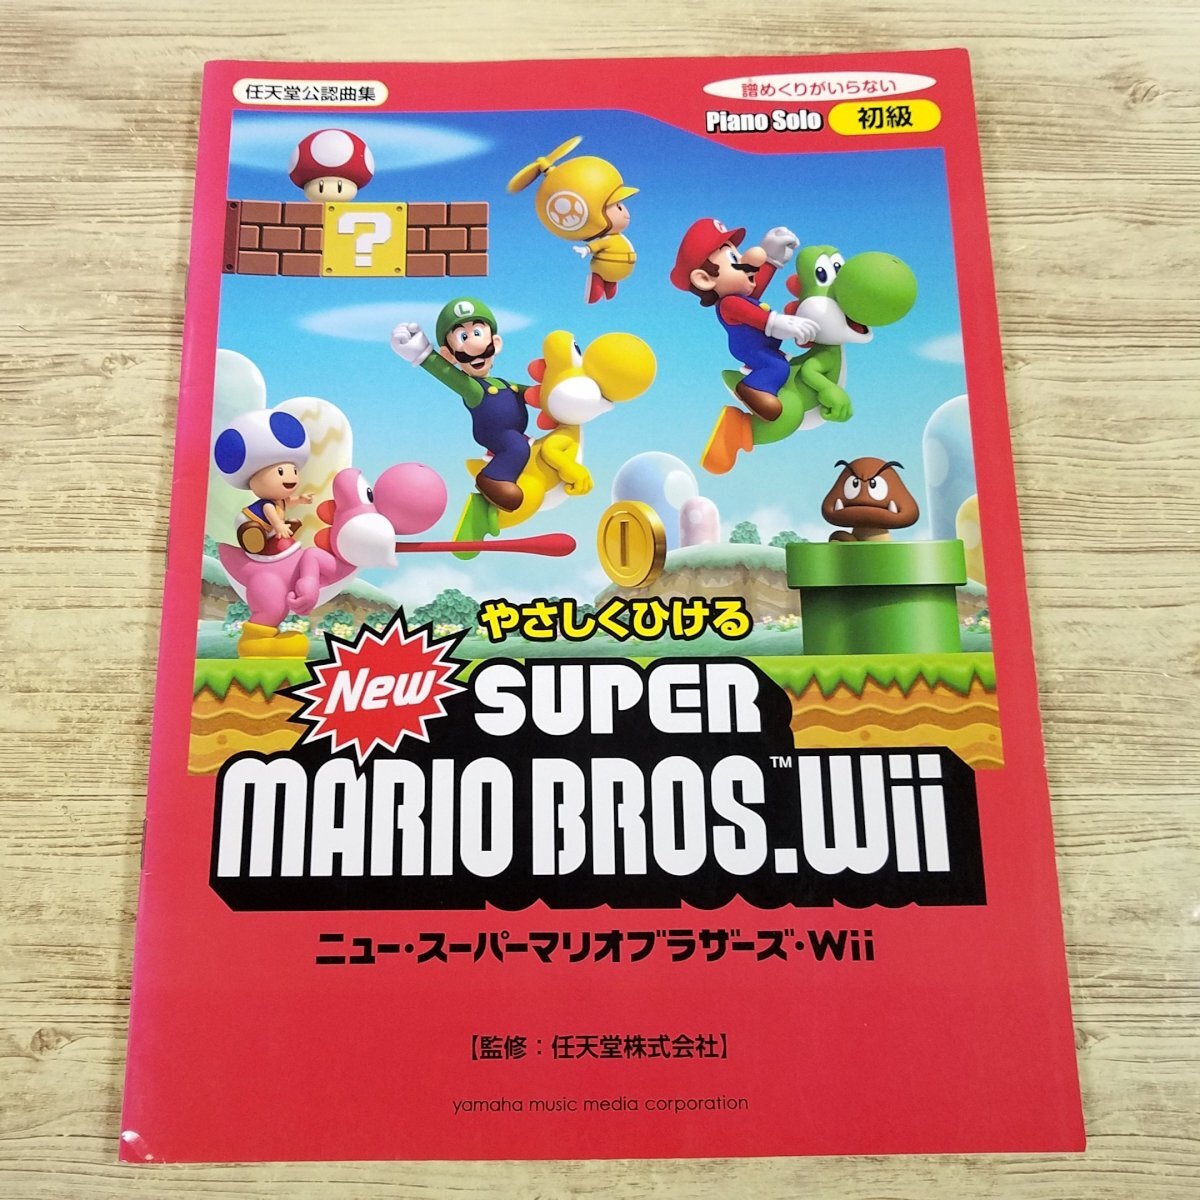 任天堂公認曲集
譜めくりがいらない
Piano Solo 初級
?
L
やさしくひける
New SUPER
MARIO BROS.™Wii
ニュー・スーパーマリオブラザーズ・Wii
【監修：任天堂株式会社】
yamaha music media corporation